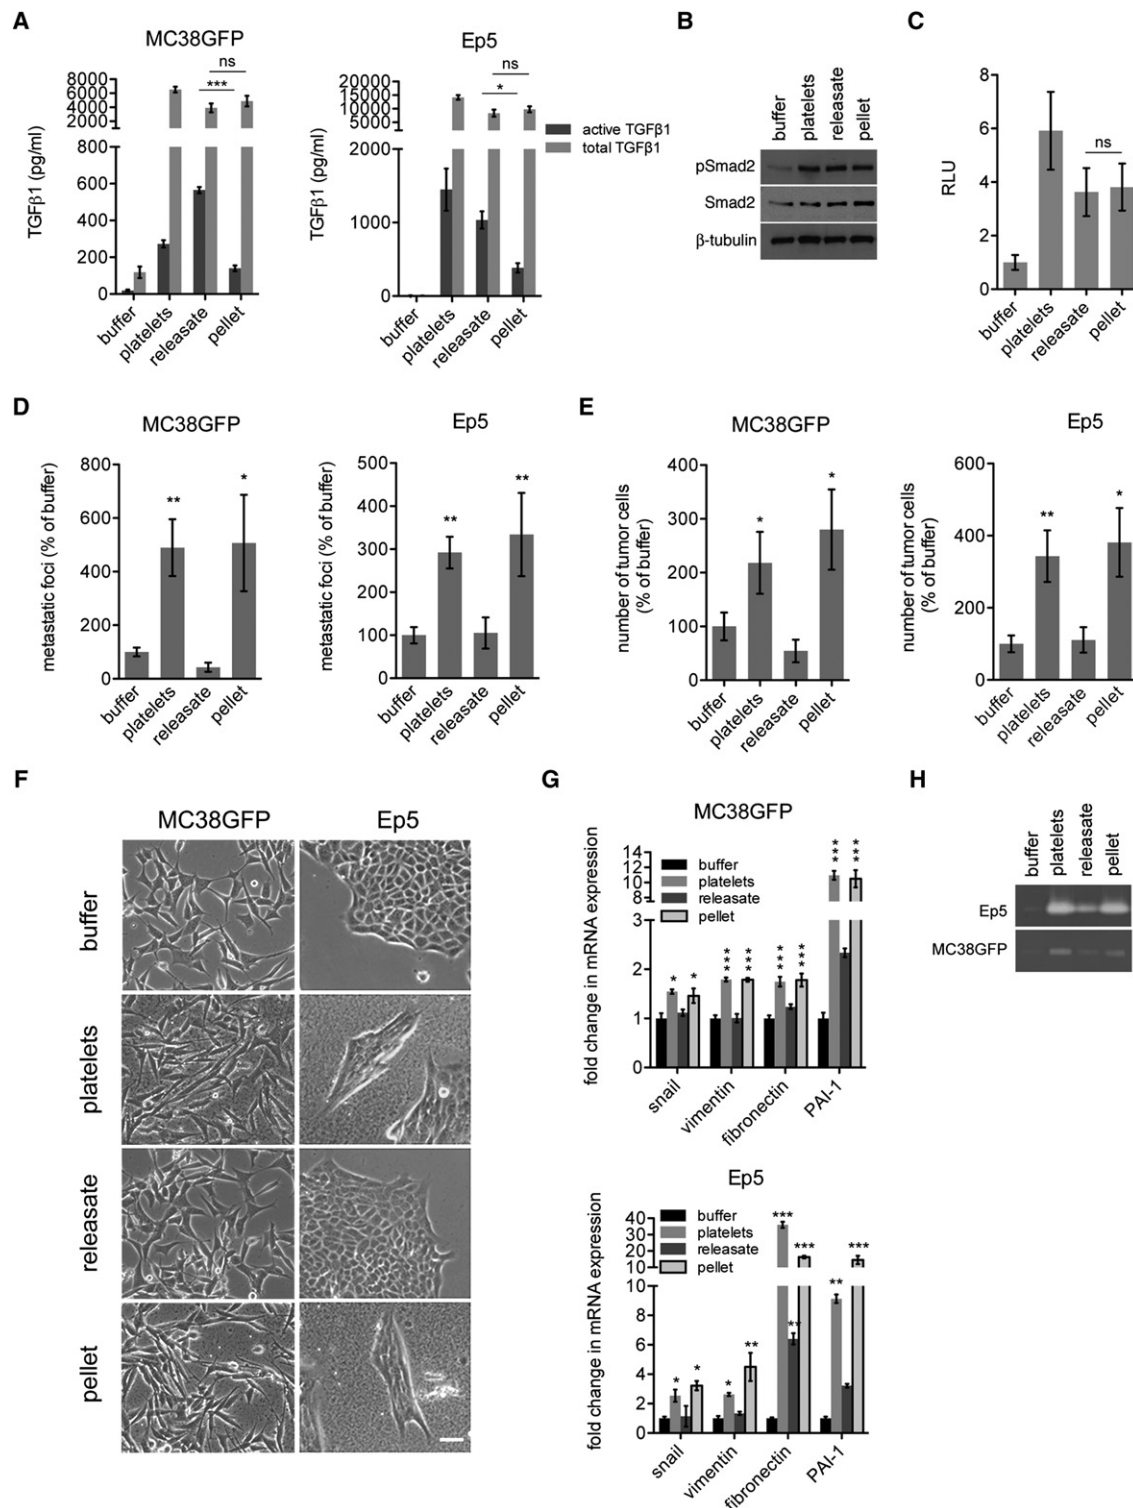 A
MC38GFP
ns
***
TGFβ1 (pg/ml)
8000
6000
4000
2000
800
600
400
200
0
buffer
platelets
releasate
pellet
Ep5
ns
*
TGFβ1 (pg/ml)
20000
15000
10000
5000
2000
1000
0
buffer
platelets
releasate
pellet
active TGFβ1
total TGFβ1
B
buffer
platelets
releasate
pellet
pSmad2
Smad2
β-tubulin
C
RLU
8
6
4
2
0
ns
buffer
platelets
releasate
pellet
D
MC38GFP
metastatic foci (% of buffer)
800
600
400
200
0
**
*
buffer
platelets
releasate
pellet
Ep5
metastatic foci (% of buffer)
500
400
300
200
100
0
**
**
buffer
platelets
releasate
pellet
E
MC38GFP
number of tumor cells
(% of buffer)
400
300
200
100
0
*
*
buffer
platelets
releasate
pellet
Ep5
number of tumor cells
(% of buffer)
600
400
200
0
**
*
buffer
platelets
releasate
pellet
F
MC38GFP Ep5
buffer
platelets
releasate
pellet
G
MC38GFP
fold change in mRNA expression
14
12
10
8
3
2
1
0
buffer
platelets
releasate
pellet
* *
*** ***
*** ***
*** ***
snail
vimentin
fibronectin
PAI-1
Ep5
fold change in mRNA expression
40
30
20
10
10
8
6
4
2
0
buffer
platelets
releasate
pellet
* *
* **
*** ** ***
** ***
snail
vimentin
fibronectin
PAI-1
H
buffer
platelets
releasate
pellet
Ep5
MC38GFP